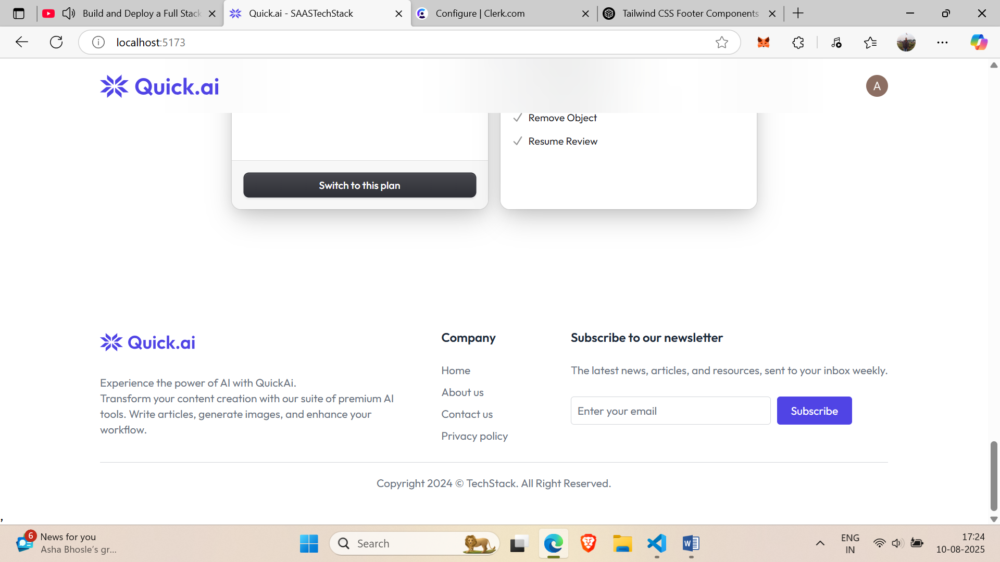 Build and Deploy a Full Stack
Quick.ai - SAASTechStack
Configure | Clerk.com
Tailwind CSS Footer Components
localhost:5173
Quick.ai
A
Remove Object
Resume Review
Switch to this plan
Quick.ai
Experience the power of AI with QuickAi.
Transform your content creation with our suite of premium AI
tools. Write articles, generate images, and enhance your
workflow.
Company
Home
About us
Contact us
Privacy policy
Subscribe to our newsletter
The latest news, articles, and resources, sent to your inbox weekly.
Enter your email
Subscribe
Copyright 2024 © TechStack. All Right Reserved.
,
6
News for you
Asha Bhosle's gr...
Search
W
ENG
IN
17:24
10-08-2025